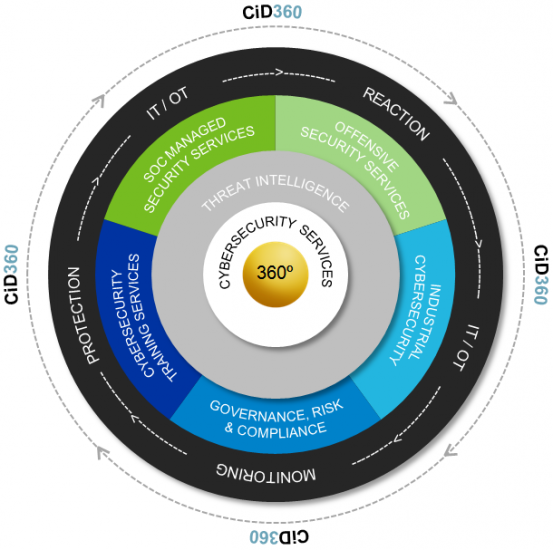 CiD360
IT / OT
REACTION
SOC MANAGED
SECURITY SERVICES
OFFENSIVE
SECURITY SERVICES
THREAT INTELLIGENCE
CYBERSECURITY SERVICES
360º
CiD360
CiD360
PROTECTION
CYBERSECURITY
TRAINING SERVICES
INDUSTRIAL
CYBERSECURITY
IT / OT
GOVERNANCE, RISK
& COMPLIANCE
MONITORING
CiD360